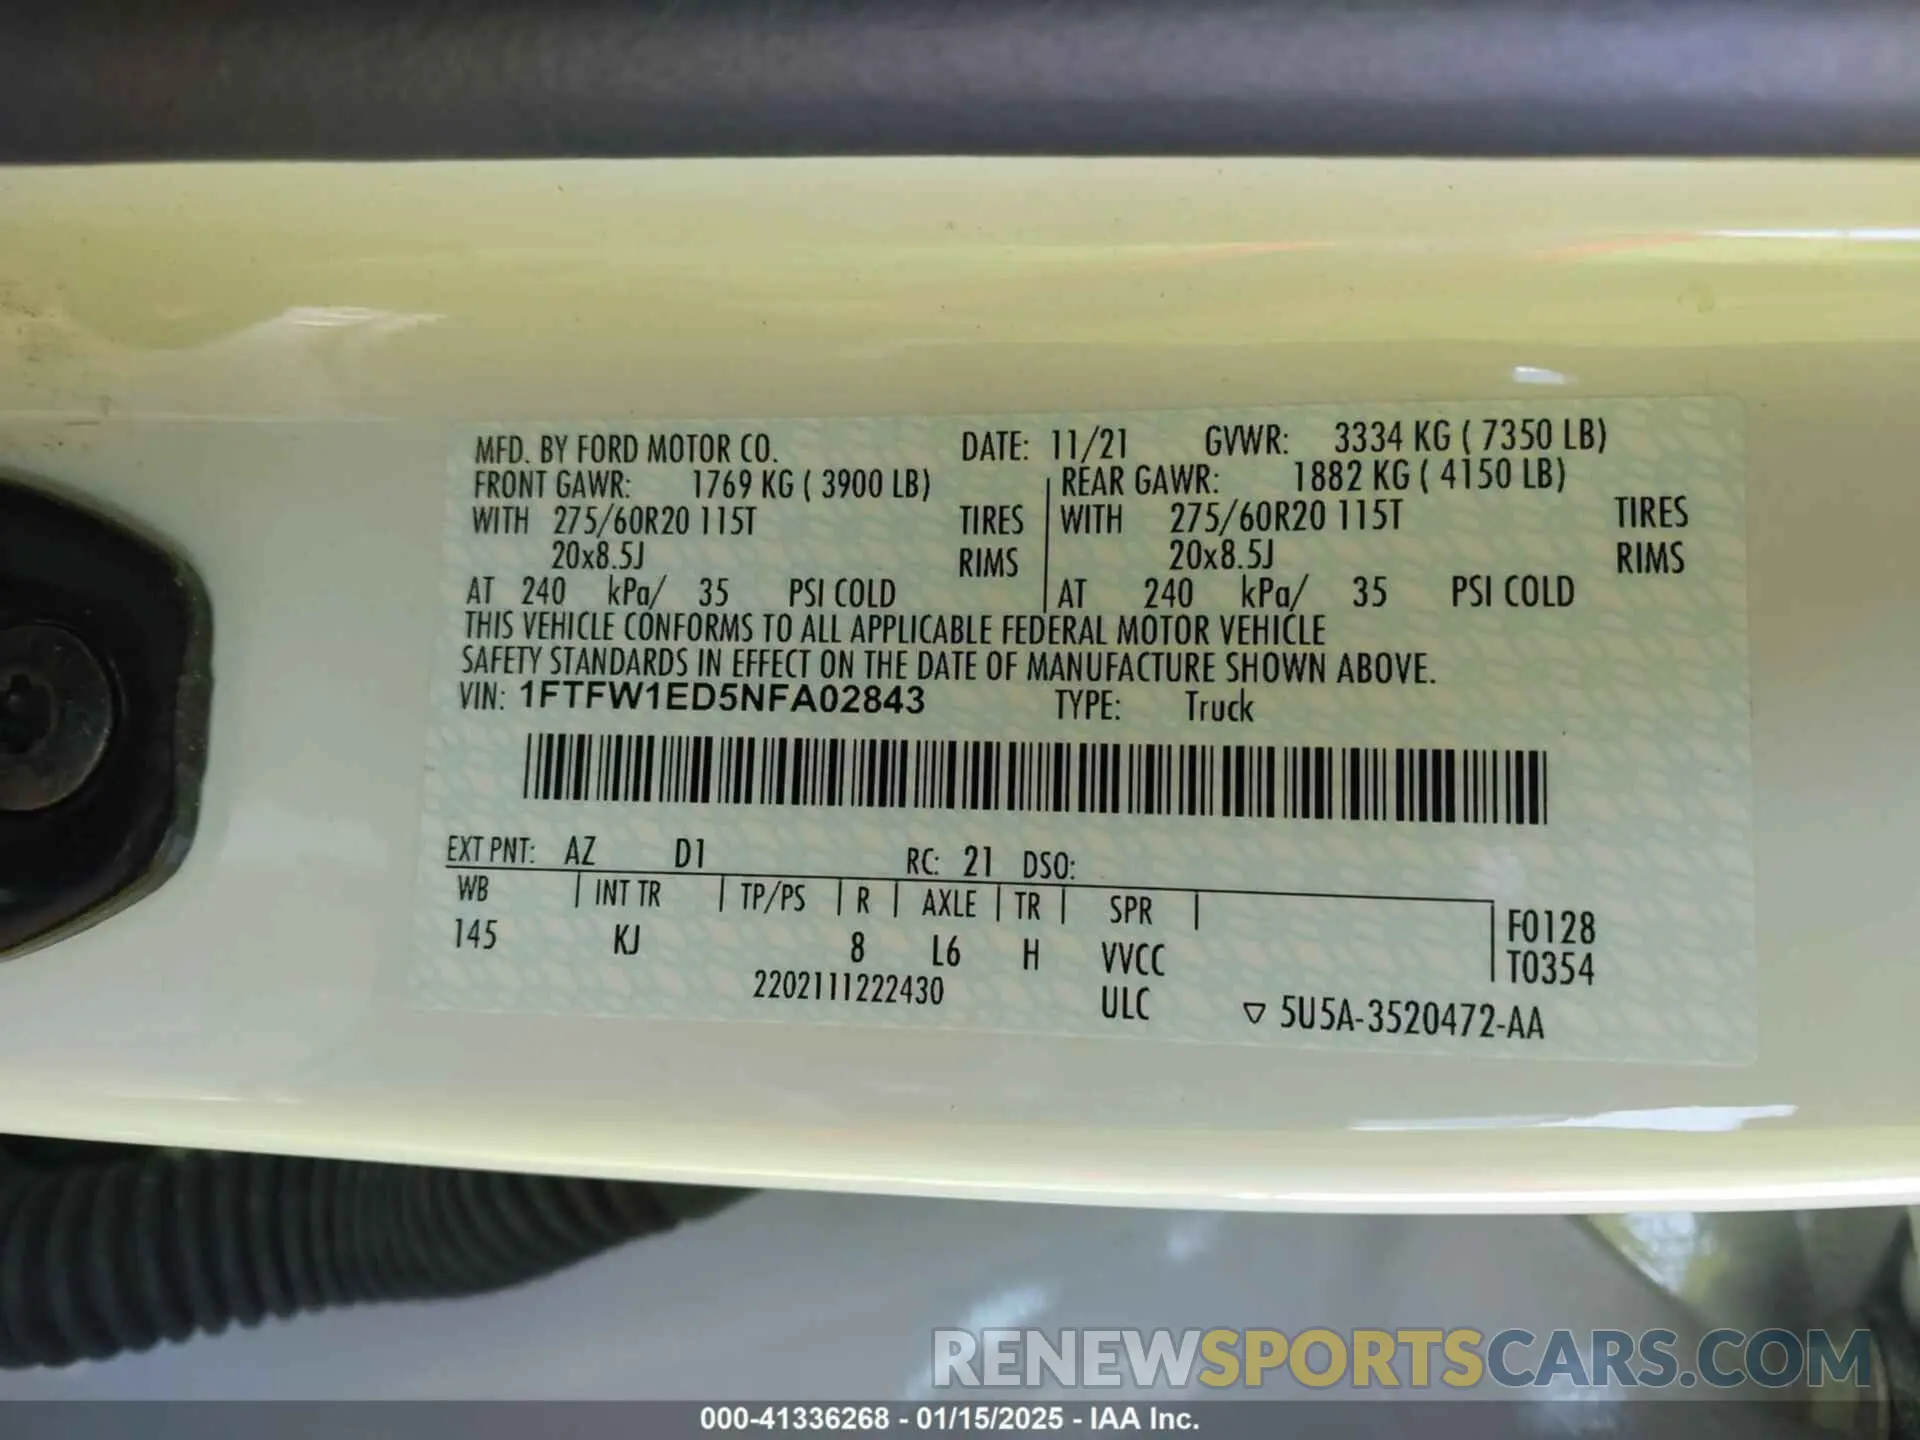 MFD. BY FORD MOTOR CO. DATE: 11/21 GVWR: 3334 KG ( 7350 LB)
FRONT GAWR: 1769 KG ( 3900 LB) REAR GAWR: 1882 KG ( 4150 LB)
WITH 275/60R20 115T TIRES WITH 275/60R20 115T TIRES
20x8.5J RIMS 20x8.5J RIMS
AT 240 kPa/ 35 PSI COLD AT 240 kPa/ 35 PSI COLD
THIS VEHICLE CONFORMS TO ALL APPLICABLE FEDERAL MOTOR VEHICLE
SAFETY STANDARDS IN EFFECT ON THE DATE OF MANUFACTURE SHOWN ABOVE.
VIN: 1FTFW1ED5NFA02843 TYPE: Truck
EXT PNT: AZ D1 RC: 21 DSO:
WB INT TR TP/PS R AXLE TR SPR F0128
145 KJ 8 L6 H VVCC T0354
2202111222430 ULC ▽ 5U5A-3520472-AA
RENEWSPORTSCARS.COM
000-41336268 - 01/15/2025 - IAA Inc.